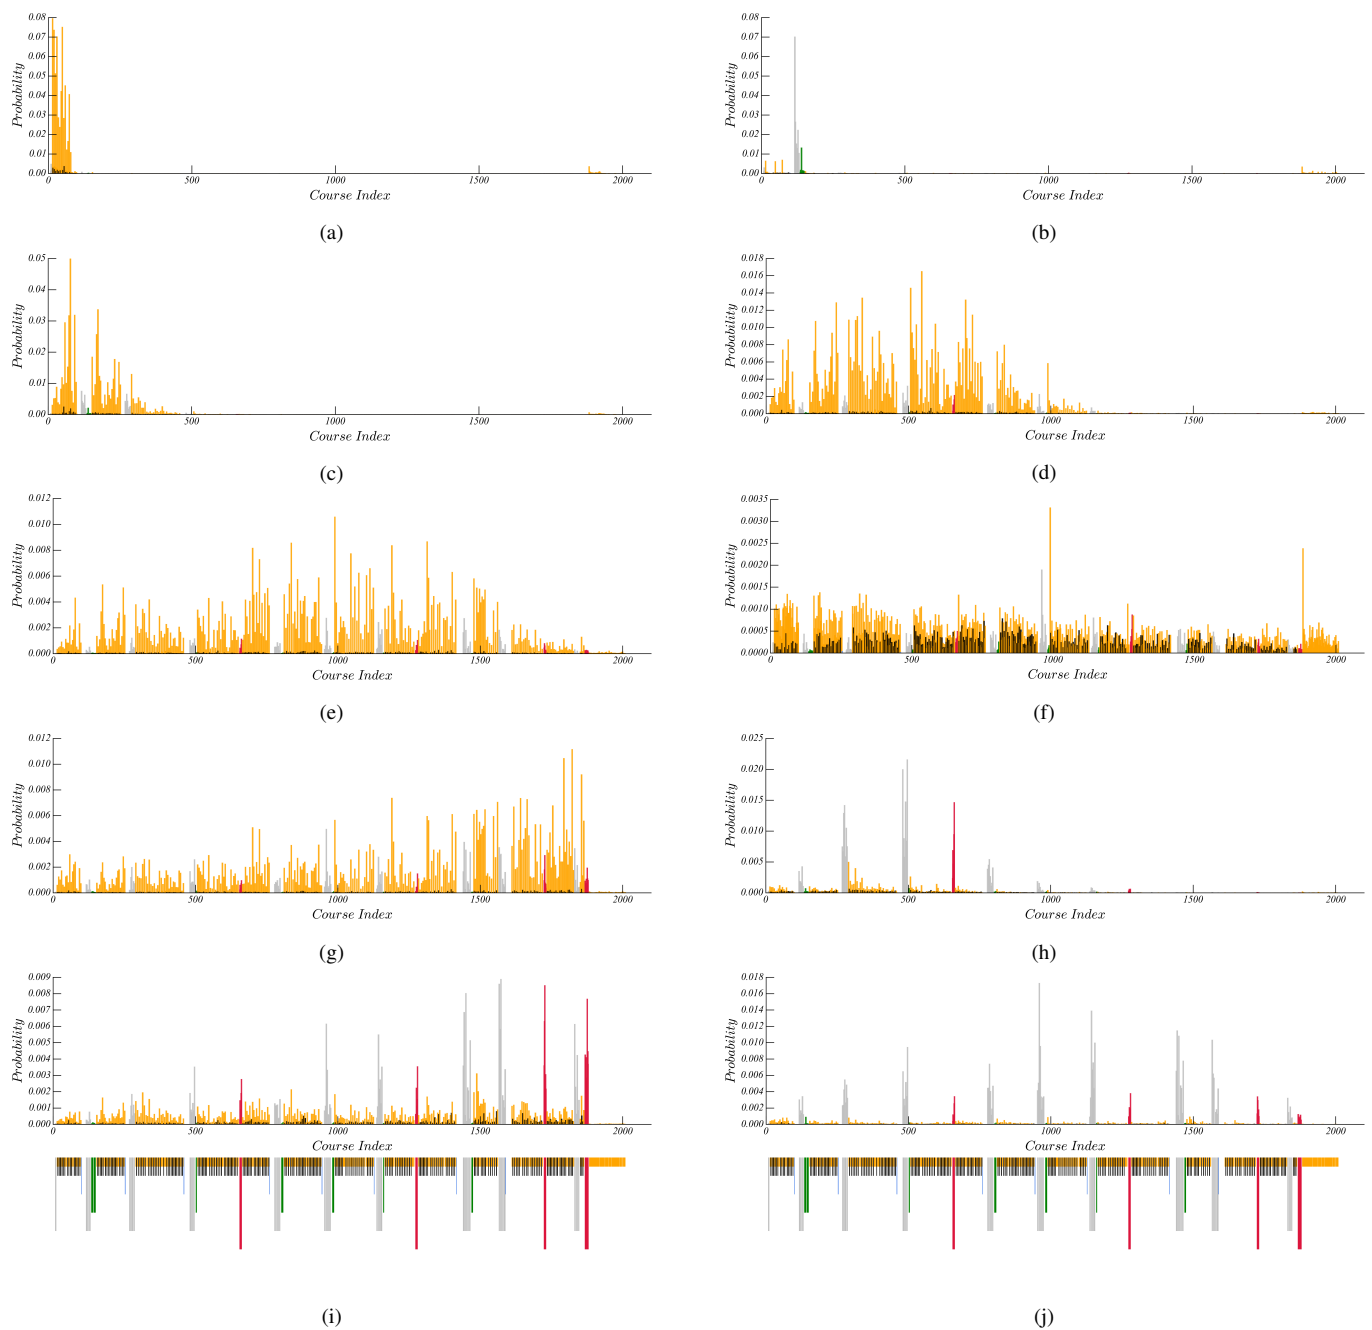 0.08
0.07
0.06
0.05
0.04
0.03
0.02
0.01
0.00
Probability
0 500 1000 1500 2000
Course Index
(a)
0.08
0.07
0.06
0.05
0.04
0.03
0.02
0.01
0.00
Probability
0 500 1000 1500 2000
Course Index
(b)
0.05
0.04
0.03
0.02
0.01
0.00
Probability
0 500 1000 1500 2000
Course Index
(c)
0.018
0.016
0.014
0.012
0.010
0.008
0.006
0.004
0.002
0.000
Probability
0 500 1000 1500 2000
Course Index
(d)
0.012
0.010
0.008
0.006
0.004
0.002
0.000
Probability
0 500 1000 1500 2000
Course Index
(e)
0.0035
0.0030
0.0025
0.0020
0.0015
0.0010
0.0005
0.0000
Probability
0 500 1000 1500 2000
Course Index
(f)
0.012
0.010
0.008
0.006
0.004
0.002
0.000
Probability
0 500 1000 1500 2000
Course Index
(g)
0.025
0.020
0.015
0.010
0.005
0.000
Probability
0 500 1000 1500 2000
Course Index
(h)
0.009
0.008
0.007
0.006
0.005
0.004
0.003
0.002
0.001
0.000
Probability
0 500 1000 1500 2000
Course Index
(i)
0.018
0.016
0.014
0.012
0.010
0.008
0.006
0.004
0.002
0.000
Probability
0 500 1000 1500 2000
Course Index
(j)